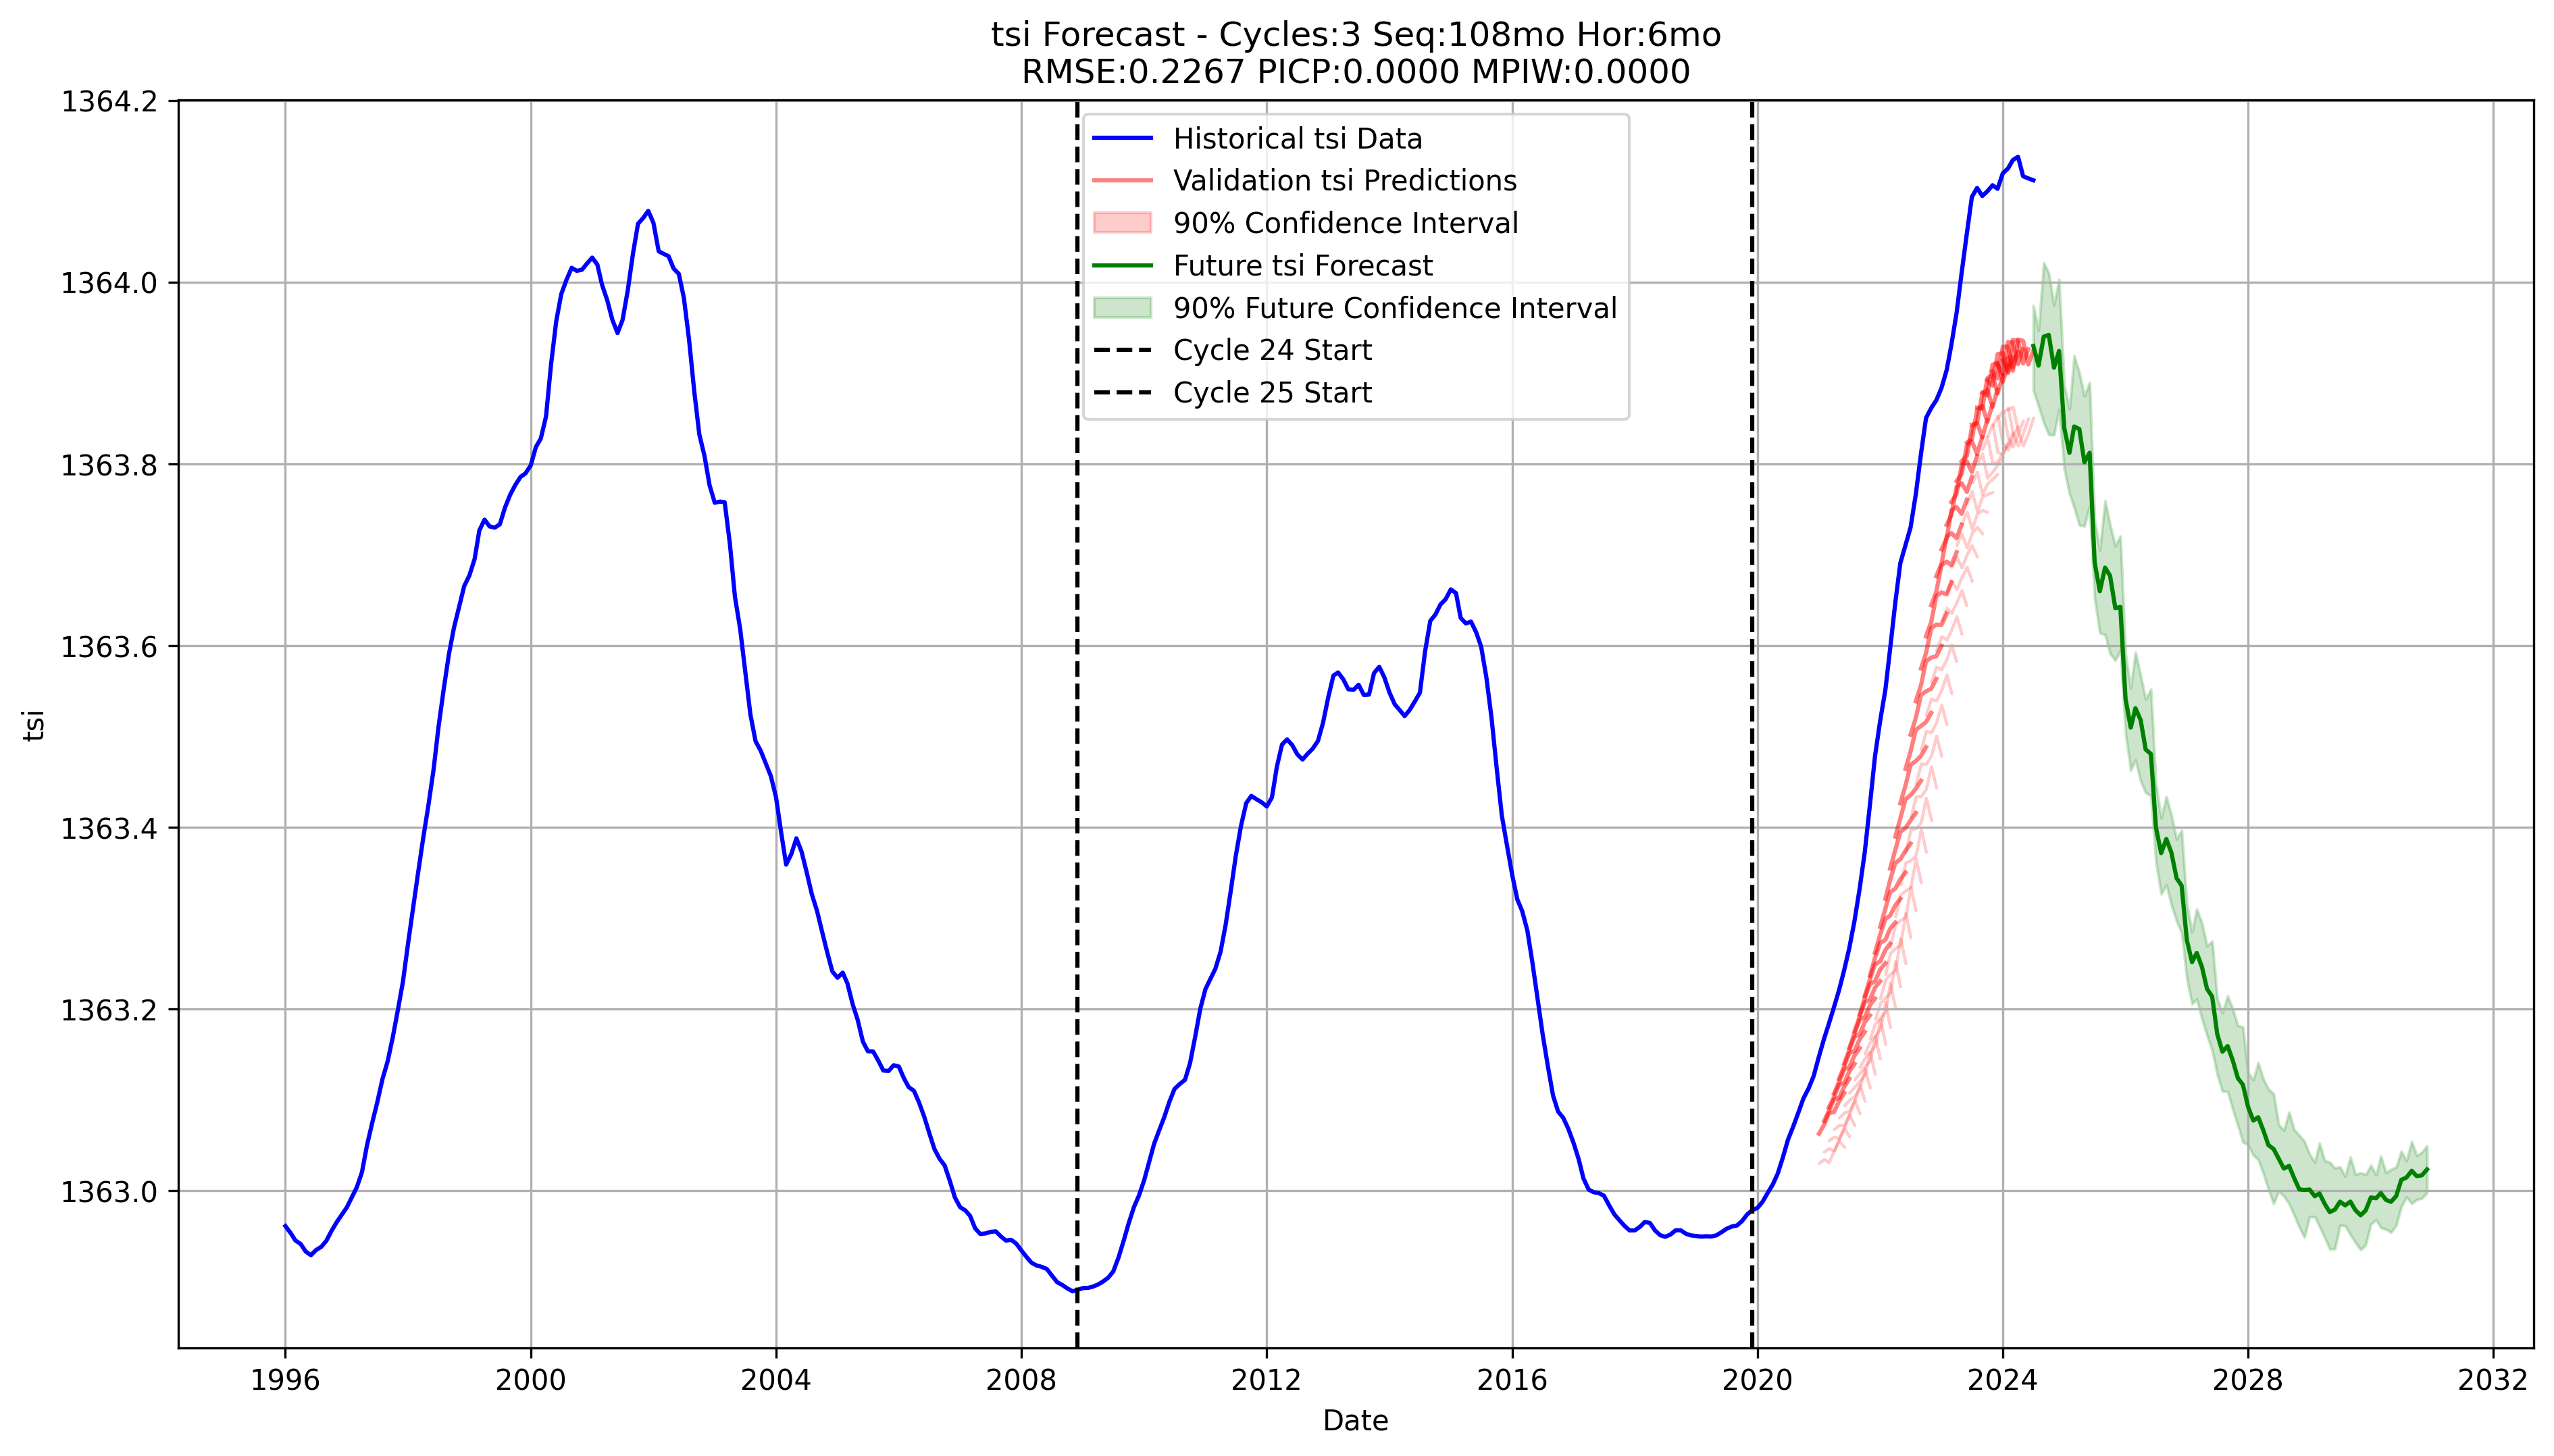 tsi Forecast - Cycles:3 Seq:108mo Hor:6mo
RMSE:0.2267 PICP:0.0000 MPIW:0.0000
1364.2
1364.0
1363.8
1363.6
1363.4
1363.2
1363.0
tsi
Historical tsi Data
Validation tsi Predictions
90% Confidence Interval
Future tsi Forecast
90% Future Confidence Interval
Cycle 24 Start
Cycle 25 Start
1996 2000 2004 2008 2012 2016 2020 2024 2028 2032
Date